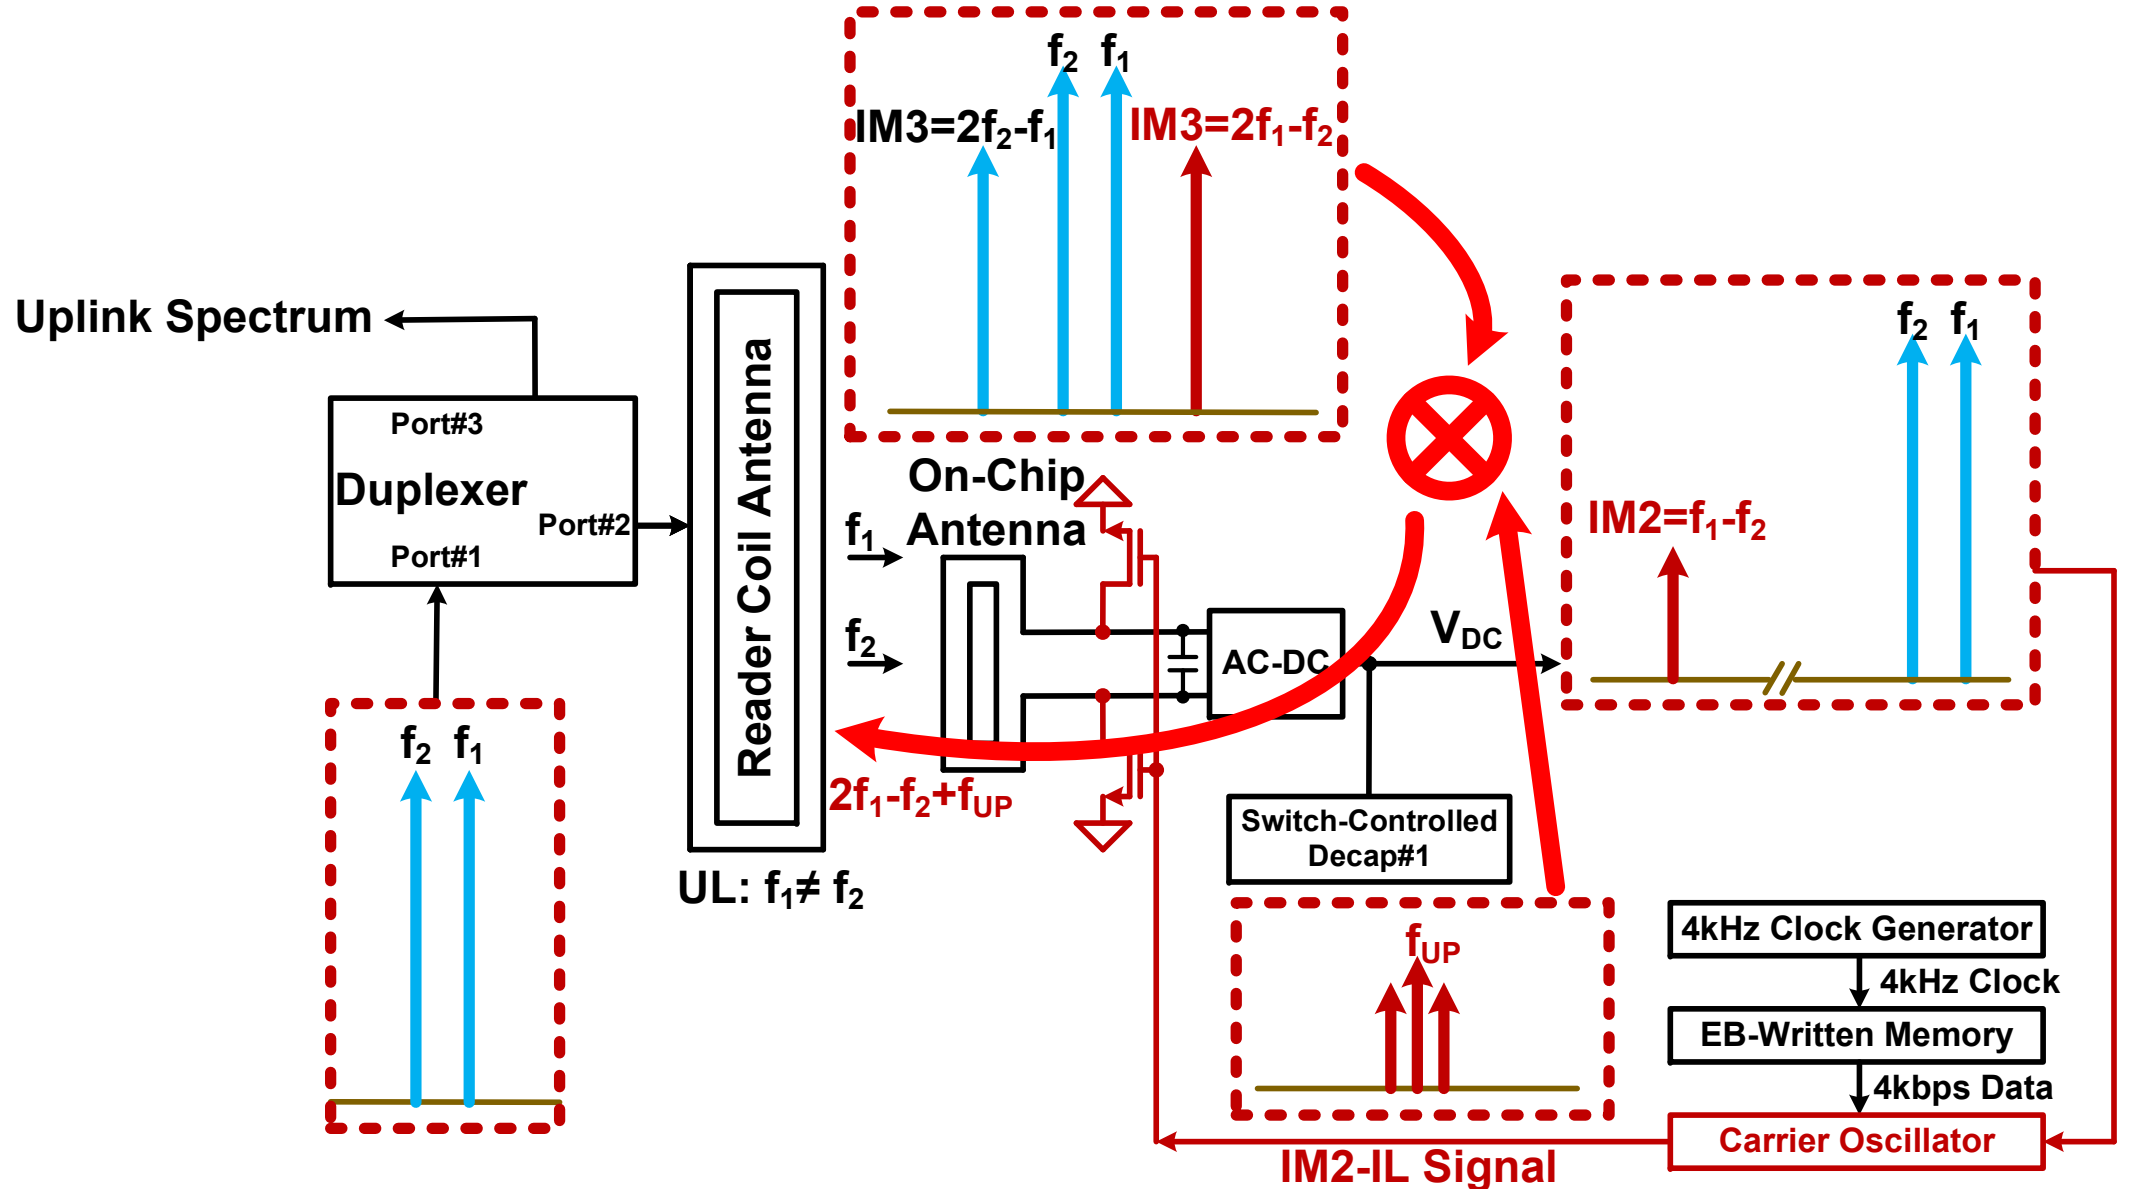 f₂ f₁
IM3=2f₂-f₁ IM3=2f₁-f₂
Uplink Spectrum
Port#3
Duplexer
Port#2
Port#1
Reader Coil Antenna
UL: f₁≠ f₂
f₂ f₁
On-Chip
Antenna
f₁
f₂
2f₁-f₂+fUP
AC-DC
VDC
Switch-Controlled
Decap#1
f₂ f₁
IM2=f₁-f₂
fUP
4kHz Clock Generator
4kHz Clock
EB-Written Memory
4kbps Data
Carrier Oscillator
IM2-IL Signal